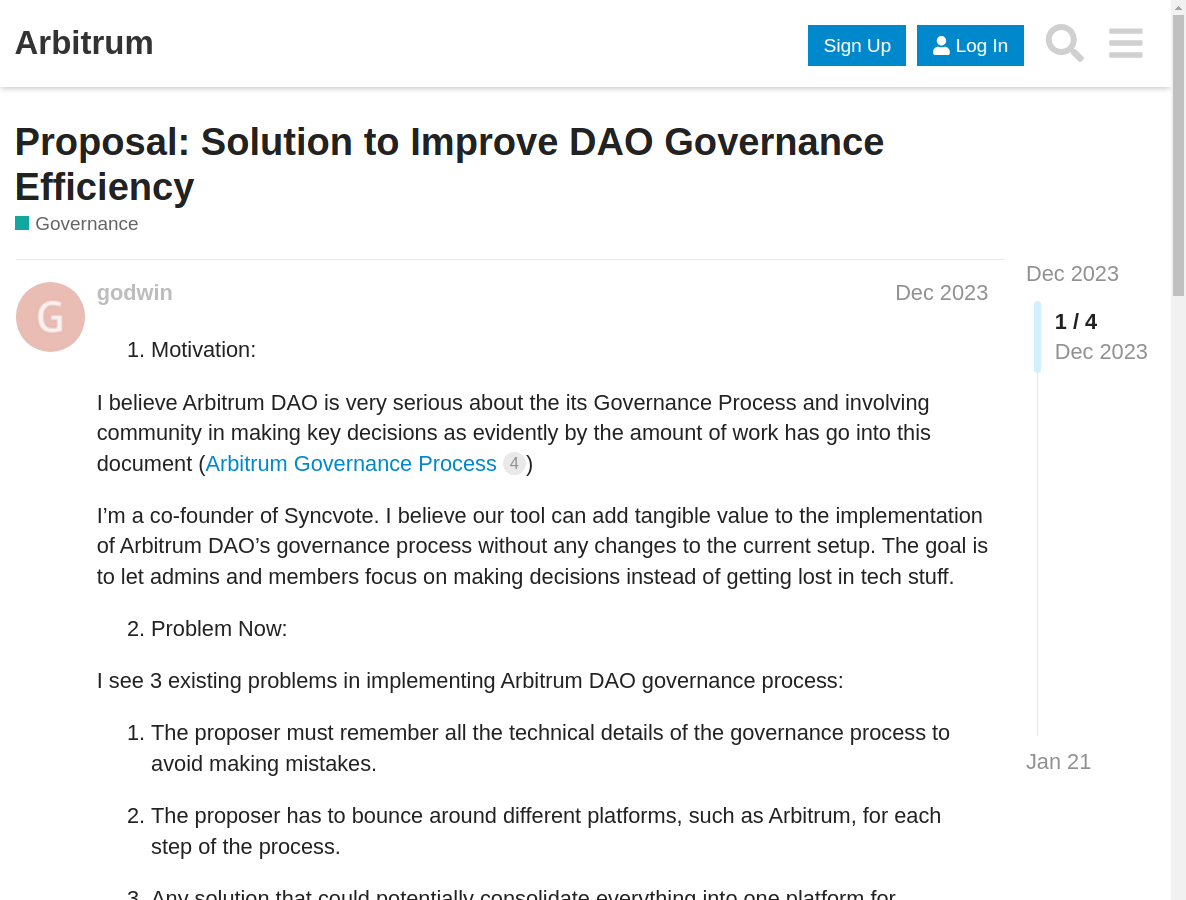 Arbitrum
Sign Up
Log In
Proposal: Solution to Improve DAO Governance
Efficiency
Governance
Dec 2023
1 / 4
Dec 2023
Jan 21
G
godwin
Dec 2023
1. Motivation:
I believe Arbitrum DAO is very serious about the its Governance Process and involving
community in making key decisions as evidently by the amount of work has go into this
document (Arbitrum Governance Process 4)
I’m a co-founder of Syncvote. I believe our tool can add tangible value to the implementation
of Arbitrum DAO’s governance process without any changes to the current setup. The goal is
to let admins and members focus on making decisions instead of getting lost in tech stuff.
2. Problem Now:
I see 3 existing problems in implementing Arbitrum DAO governance process:
1. The proposer must remember all the technical details of the governance process to
avoid making mistakes.
2. The proposer has to bounce around different platforms, such as Arbitrum, for each
step of the process.
3. Any solution that could potentially consolidate everything into one platform for